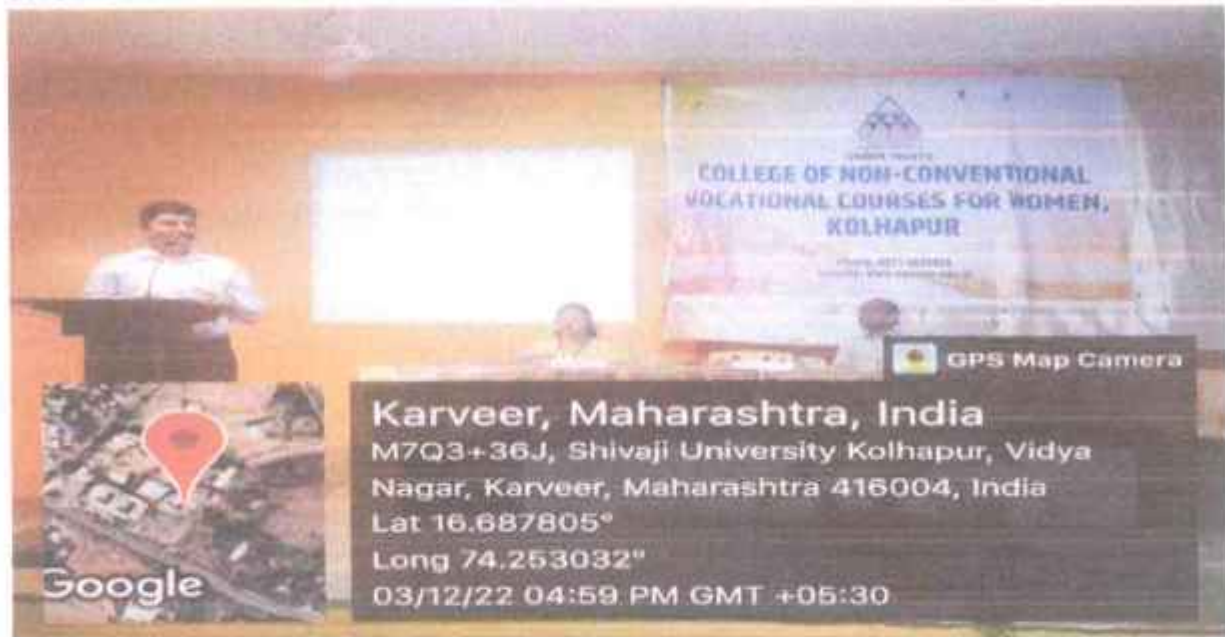 COLLEGE OF NON-CONVENTIONAL
VOCATIONAL COURSES FOR WOMEN,
KOLHAPUR
GPS Map Camera
Karveer, Maharashtra, India
M7Q3+36J, Shivaji University Kolhapur, Vidya
Nagar, Karveer, Maharashtra 416004, India
Lat 16.687805°
Long 74.253032°
03/12/22 04:59 PM GMT +05:30
Google